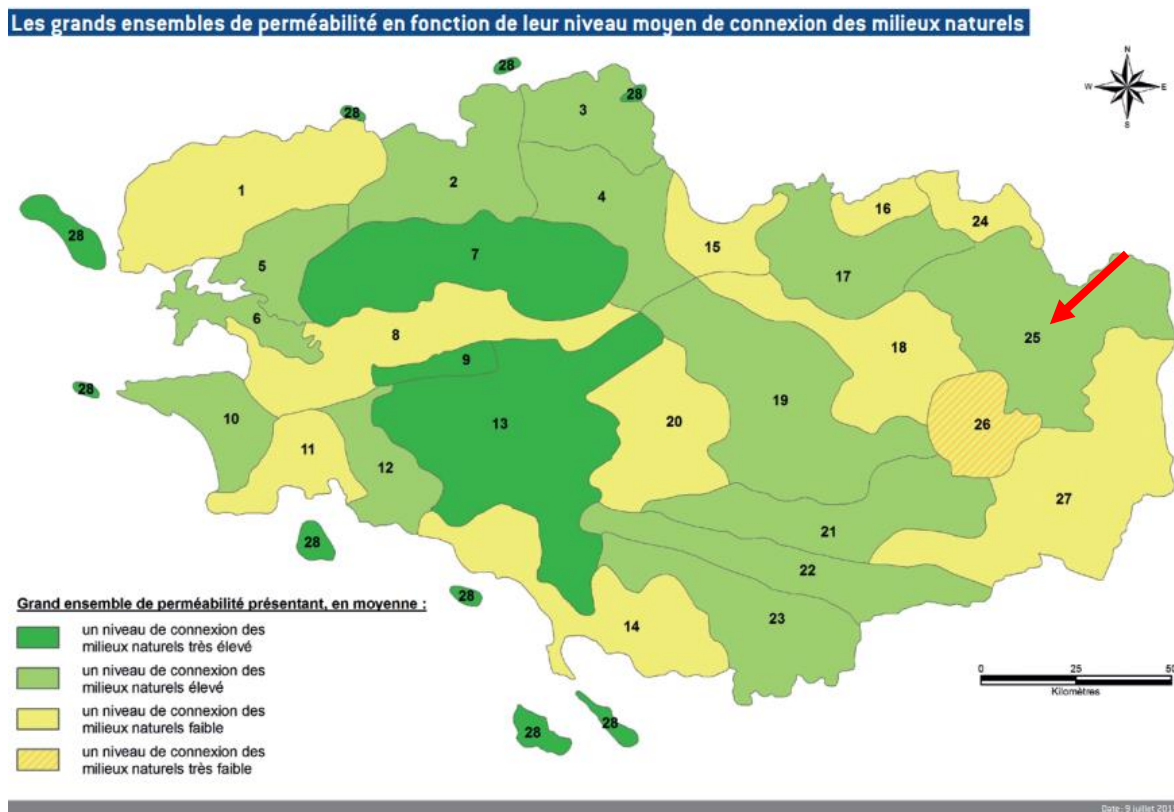 Les grands ensembles de perméabilité en fonction de leur niveau moyen de connexion des milieux naturels
N
W
E
S
28
3
28
28
1
2
4
16
24
28
15
5
7
17
6
8
25
18
9
28
10
13
19
20
26
11
12
27
21
28
22
28
23
14
28
28
Grand ensemble de perméabilité présentant, en moyenne :
un niveau de connexion des
milieux naturels très élevé
un niveau de connexion des
milieux naturels élevé
un niveau de connexion des
milieux naturels faible
un niveau de connexion des
milieux naturels très faible
0 25 50
Kilomètres
Date : 9 juillet